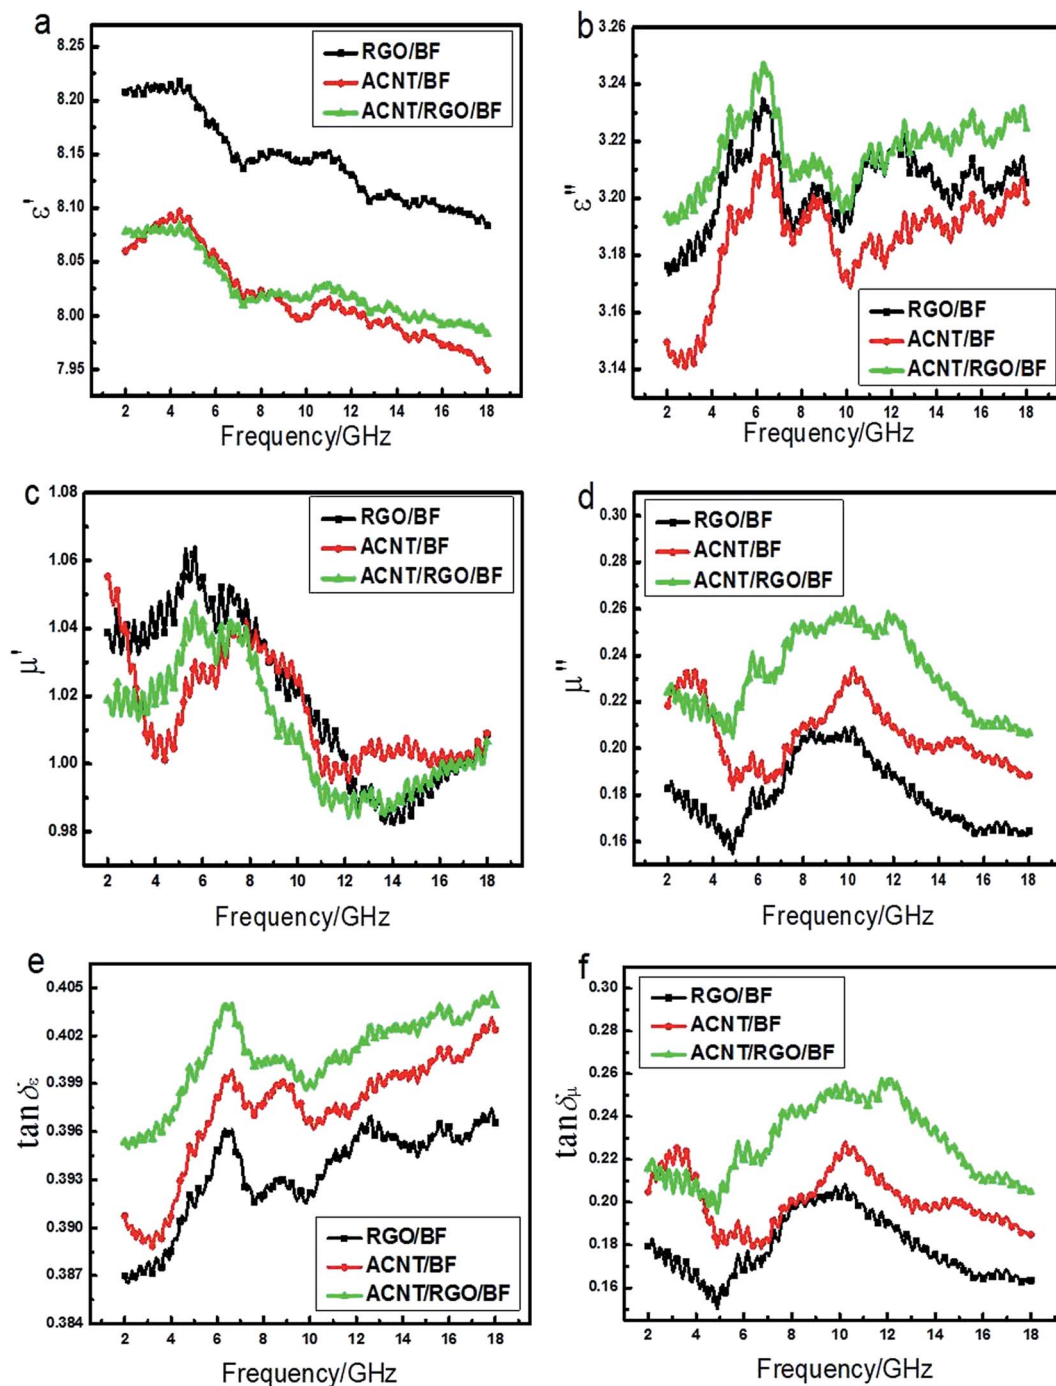 a
8.25
8.20
8.15
8.10
8.05
8.00
7.95
ε'
RGO/BF
ACNT/BF
ACNT/RGO/BF
2 4 6 8 10 12 14 16 18
Frequency/GHz
b
3.26
3.24
3.22
3.20
3.18
3.16
3.14
ε''
RGO/BF
ACNT/BF
ACNT/RGO/BF
2 4 6 8 10 12 14 16 18
Frequency/GHz
c
1.08
1.06
1.04
1.02
1.00
0.98
μ'
RGO/BF
ACNT/BF
ACNT/RGO/BF
2 4 6 8 10 12 14 16 18
Frequency/GHz
d
0.30
0.28
0.26
0.24
0.22
0.20
0.18
0.16
μ''
RGO/BF
ACNT/BF
ACNT/RGO/BF
2 4 6 8 10 12 14 16 18
Frequency/GHz
e
0.405
0.402
0.399
0.396
0.393
0.390
0.387
0.384
tan δε
RGO/BF
ACNT/BF
ACNT/RGO/BF
2 4 6 8 10 12 14 16 18
Frequency/GHz
f
0.30
0.28
0.26
0.24
0.22
0.20
0.18
0.16
tan δμ
RGO/BF
ACNT/BF
ACNT/RGO/BF
2 4 6 8 10 12 14 16 18
Frequency/GHz